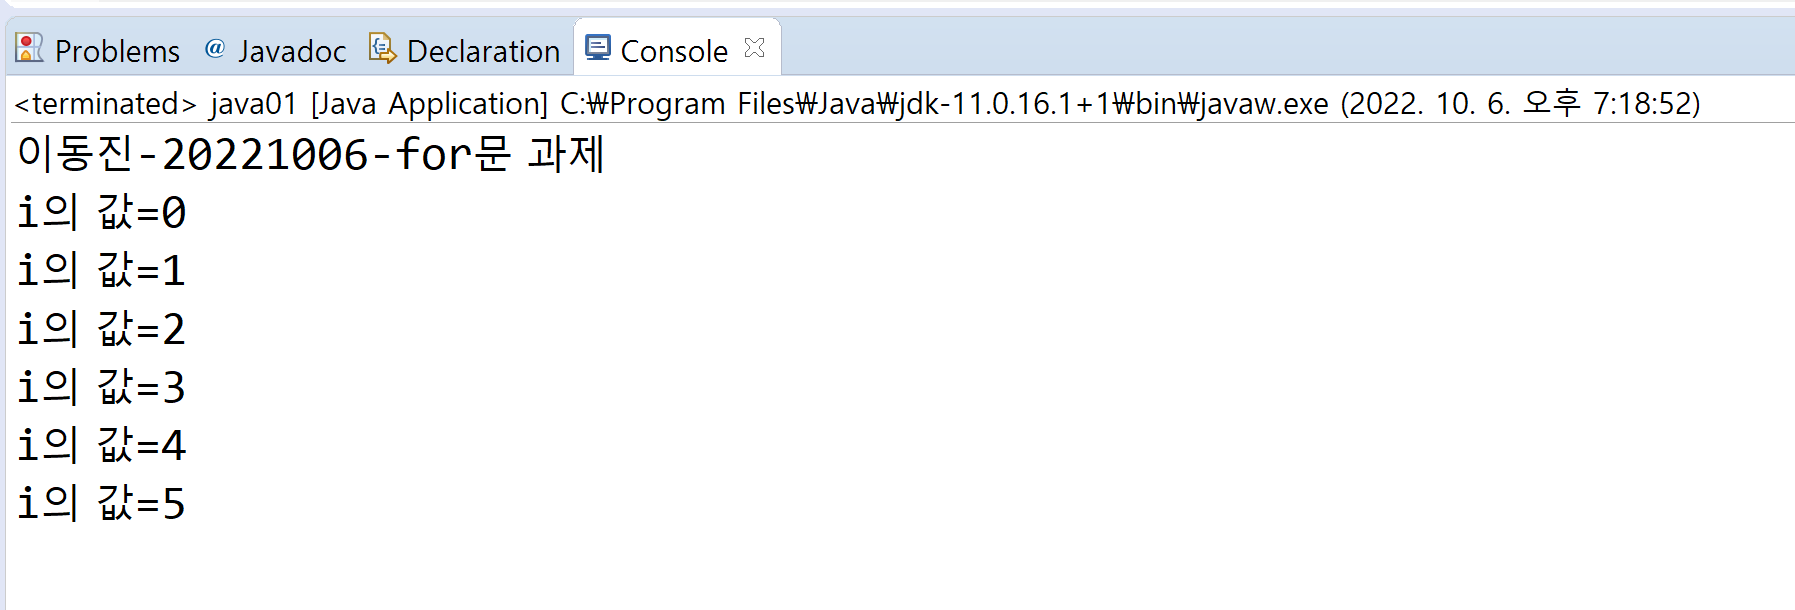 Problems Javadoc Declaration Console
<terminated> java01 [Java Application] C:₩Program Files₩Java₩jdk-11.0.16.1+1₩bin₩javaw.exe (2022. 10. 6. 오후 7:18:52)
이동진-20221006-for문 과제
i의 값=0
i의 값=1
i의 값=2
i의 값=3
i의 값=4
i의 값=5